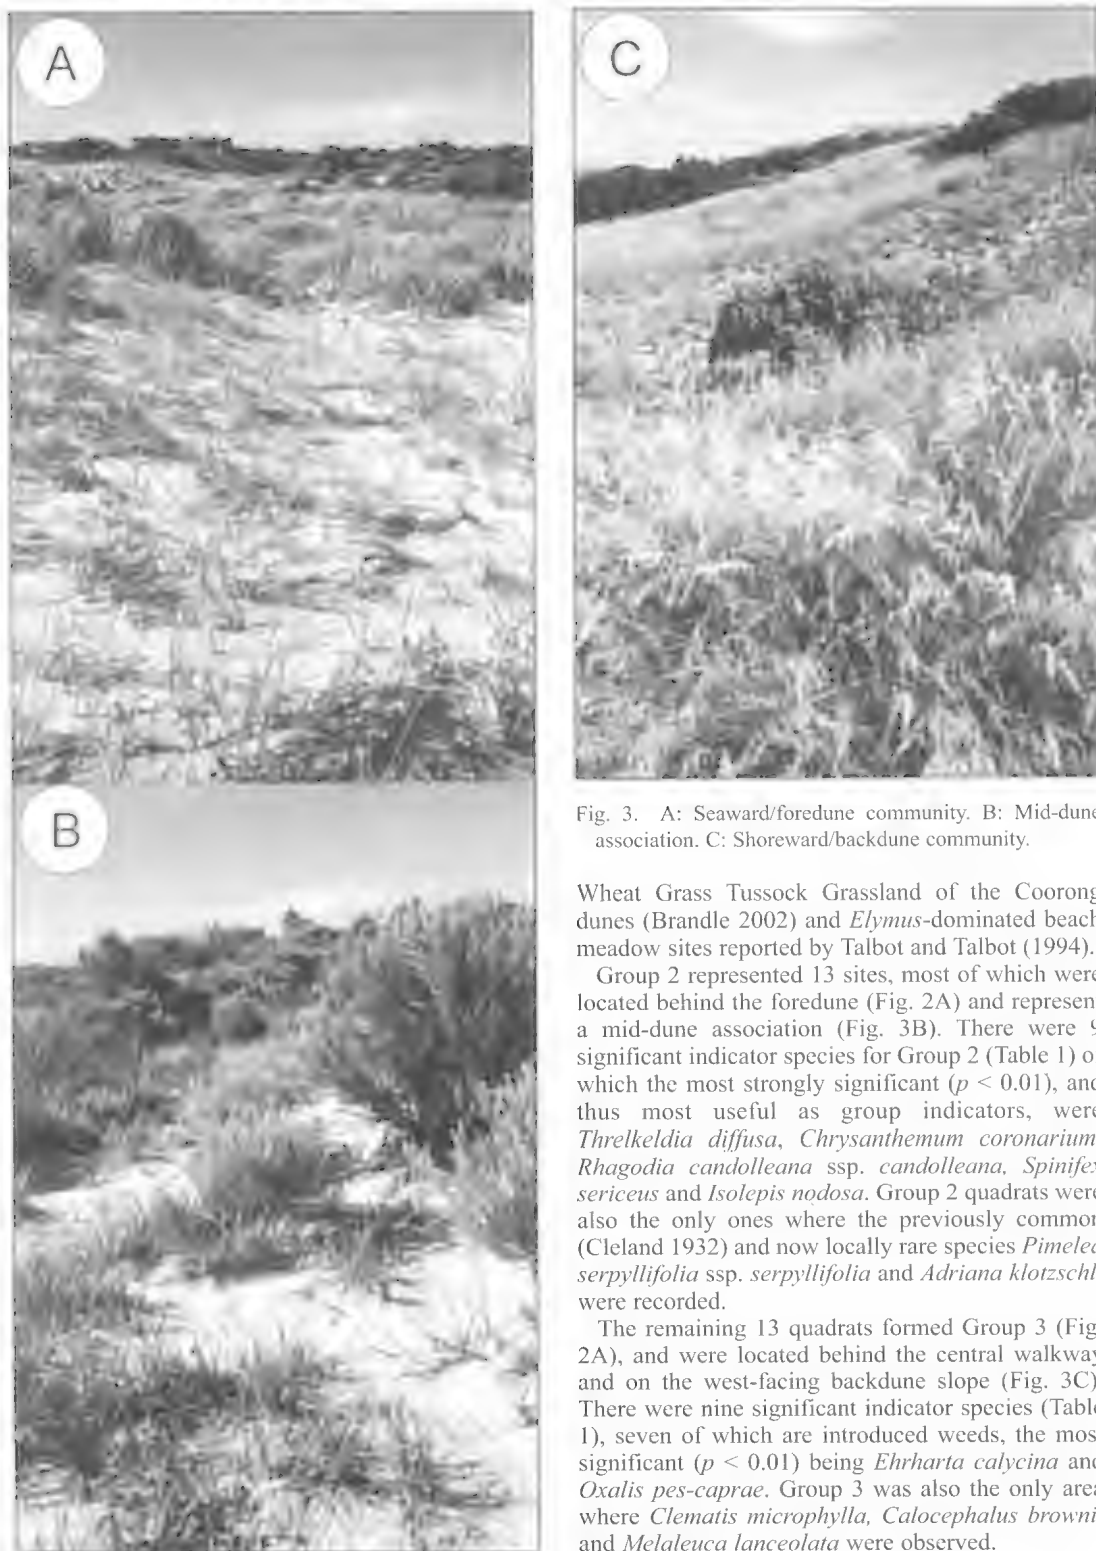 A
C
B
Fig. 3. A: Seaward/foredune community. B: Mid-dune
association. C: Shoreward/backdune community.
Wheat Grass Tussock Grassland of the Coorong
dunes (Brandle 2002) and Elymus-dominated beach
meadow sites reported by Talbot and Talbot (1994).
Group 2 represented 13 sites, most of which were
located behind the foredune (Fig. 2A) and represen
a mid-dune association (Fig. 3B). There were 9
significant indicator species for Group 2 (Table 1) o
which the most strongly significant (p < 0.01), and
thus most useful as group indicators, were
Threlkeldia diffusa, Chrysanthemum coronarium
Rhagodia candolleana ssp. candolleana, Spinifex
sericeus and Isolepis nodosa. Group 2 quadrats were
also the only ones where the previously common
(Cleland 1932) and now locally rare species Pimelea
serpyllifolia ssp. serpyllifolia and Adriana klotzschi
were recorded.
The remaining 13 quadrats formed Group 3 (Fig
2A), and were located behind the central walkway
and on the west-facing backdune slope (Fig. 3C)
There were nine significant indicator species (Table
1), seven of which are introduced weeds, the mos
significant (p < 0.01) being Ehrharta calycina and
Oxalis pes-caprae. Group 3 was also the only area
where Clematis microphylla, Calocephalus browni
and Melaleuca lanceolata were observed.